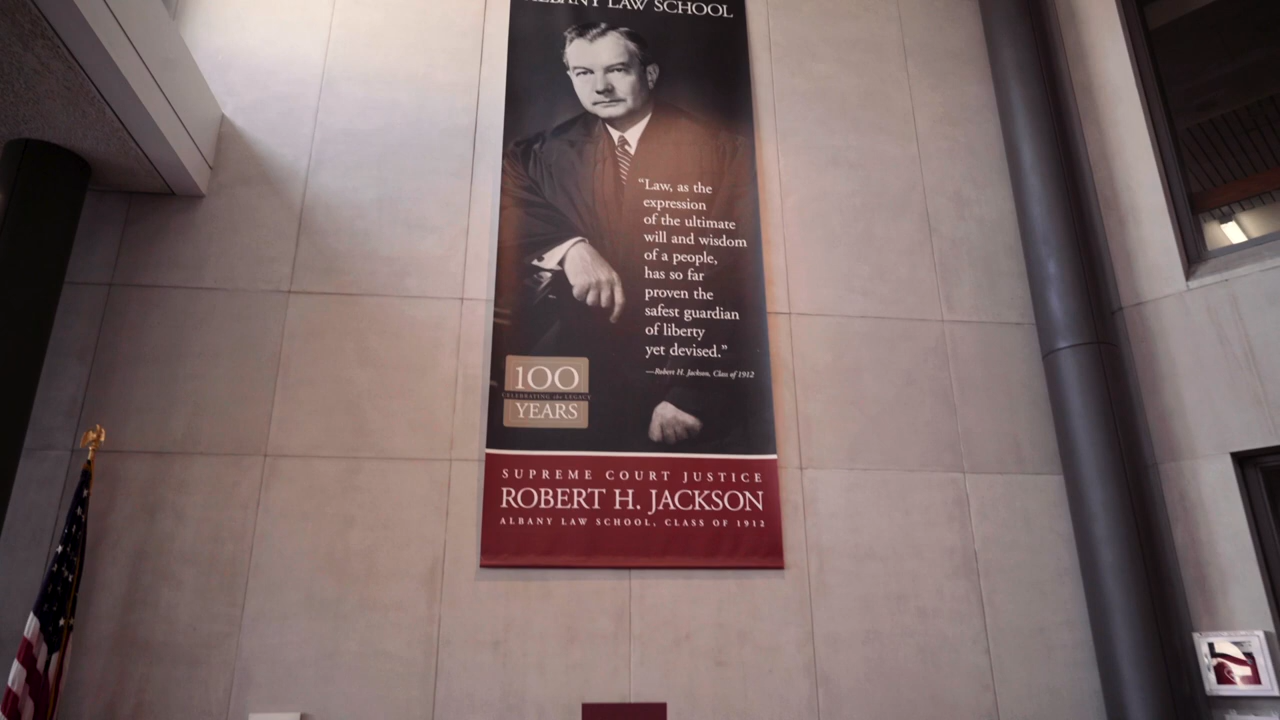 ALBANY LAW SCHOOL
“Law, as the
expression
of the ultimate
will and wisdom
of a people,
has so far
proven the
safest guardian
of liberty
yet devised.”
—Robert H. Jackson, Class of 1912
100
CELEBRATING the LEGACY
YEARS
SUPREME COURT JUSTICE
ROBERT H. JACKSON
ALBANY LAW SCHOOL, CLASS OF 1912